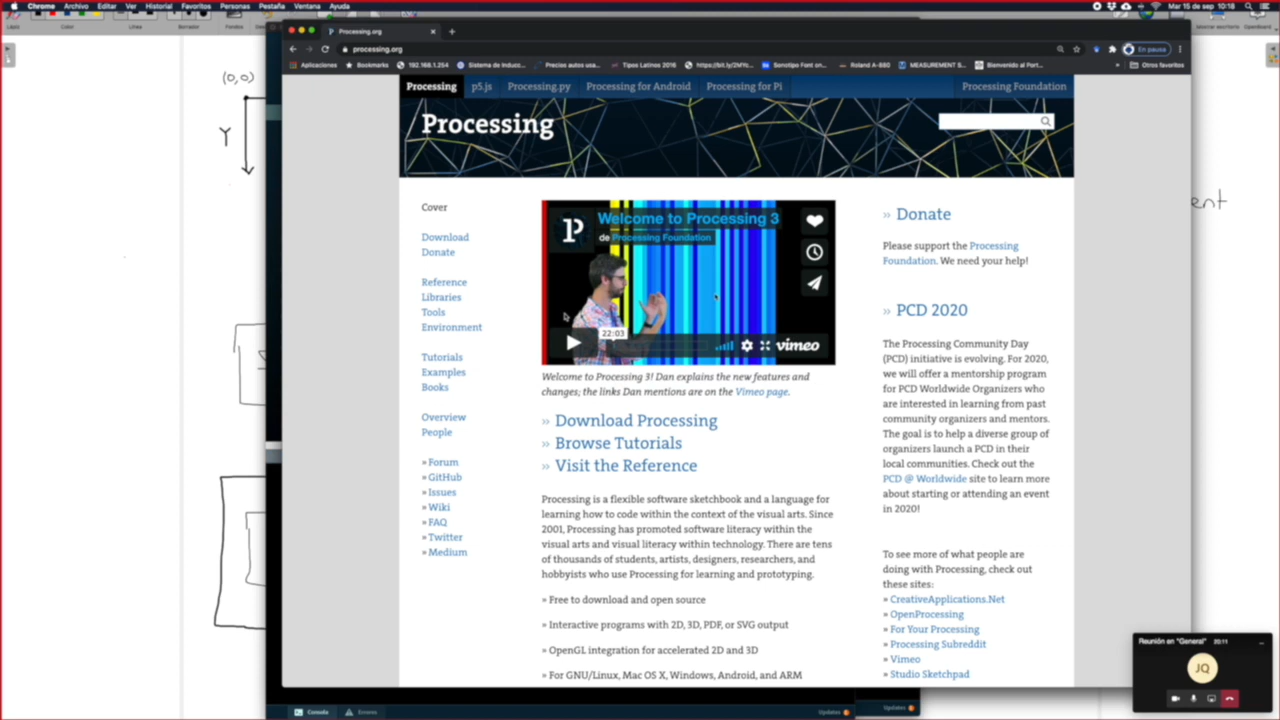 Chrome Archivo Editar Ver Historial Favoritos Personas Pestaña Ventana Ayuda
Mar 15 de sep 10:18
Lápiz Color Línea Borrador Fondos
Mostrar escritorio OpenBoard
Processing.org
processing.org
En pausa
Aplicaciones Bookmarks 192.168.1.254 Sistema de Inducc... Precios autos usa... Tipos Latinos 2016 https://bit.ly/2MYc... Senotipe Font on... Roland A-880 MEASUREMENT S... Bienvenido al Port... » Otros favoritos
(0,0)
Y
ent
Processing p5.js Processing.py Processing for Android Processing for Pi Processing Foundation
Processing
Cover
Download
Donate
Reference
Libraries
Tools
Environment
Tutorials
Examples
Books
Overview
People
» Forum
» GitHub
» Issues
» Wiki
» FAQ
» Twitter
» Medium
Welcome to Processing 3
de Processing Foundation
22:03
vimeo
Welcome to Processing 3! Dan explains the new features and
changes; the links Dan mentions are on the Vimeo page.
» Download Processing
» Browse Tutorials
» Visit the Reference
Processing is a flexible software sketchbook and a language for
learning how to code within the context of the visual arts. Since
2001, Processing has promoted software literacy within the
visual arts and visual literacy within technology. There are tens
of thousands of students, artists, designers, researchers, and
hobbyists who use Processing for learning and prototyping.
» Free to download and open source
» Interactive programs with 2D, 3D, PDF, or SVG output
» OpenGL integration for accelerated 2D and 3D
» For GNU/Linux, Mac OS X, Windows, Android, and ARM
» Donate
Please support the Processing
Foundation. We need your help!
» PCD 2020
The Processing Community Day
(PCD) initiative is evolving. For 2020,
we will offer a mentorship program
for PCD Worldwide Organizers who
are interested in learning from past
community organizers and mentors.
The goal is to help a diverse group of
organizers launch a PCD in their
local communities. Check out the
PCD @ Worldwide site to learn more
about starting or attending an event
in 2020!
To see more of what people are
doing with Processing, check out
these sites:
» CreativeApplications.Net
» OpenProcessing
» For Your Processing
» Processing Subreddit
» Vimeo
» Studio Sketchpad
Reunión en "General" 20:11
JQ
Console Errores Updates
Updates